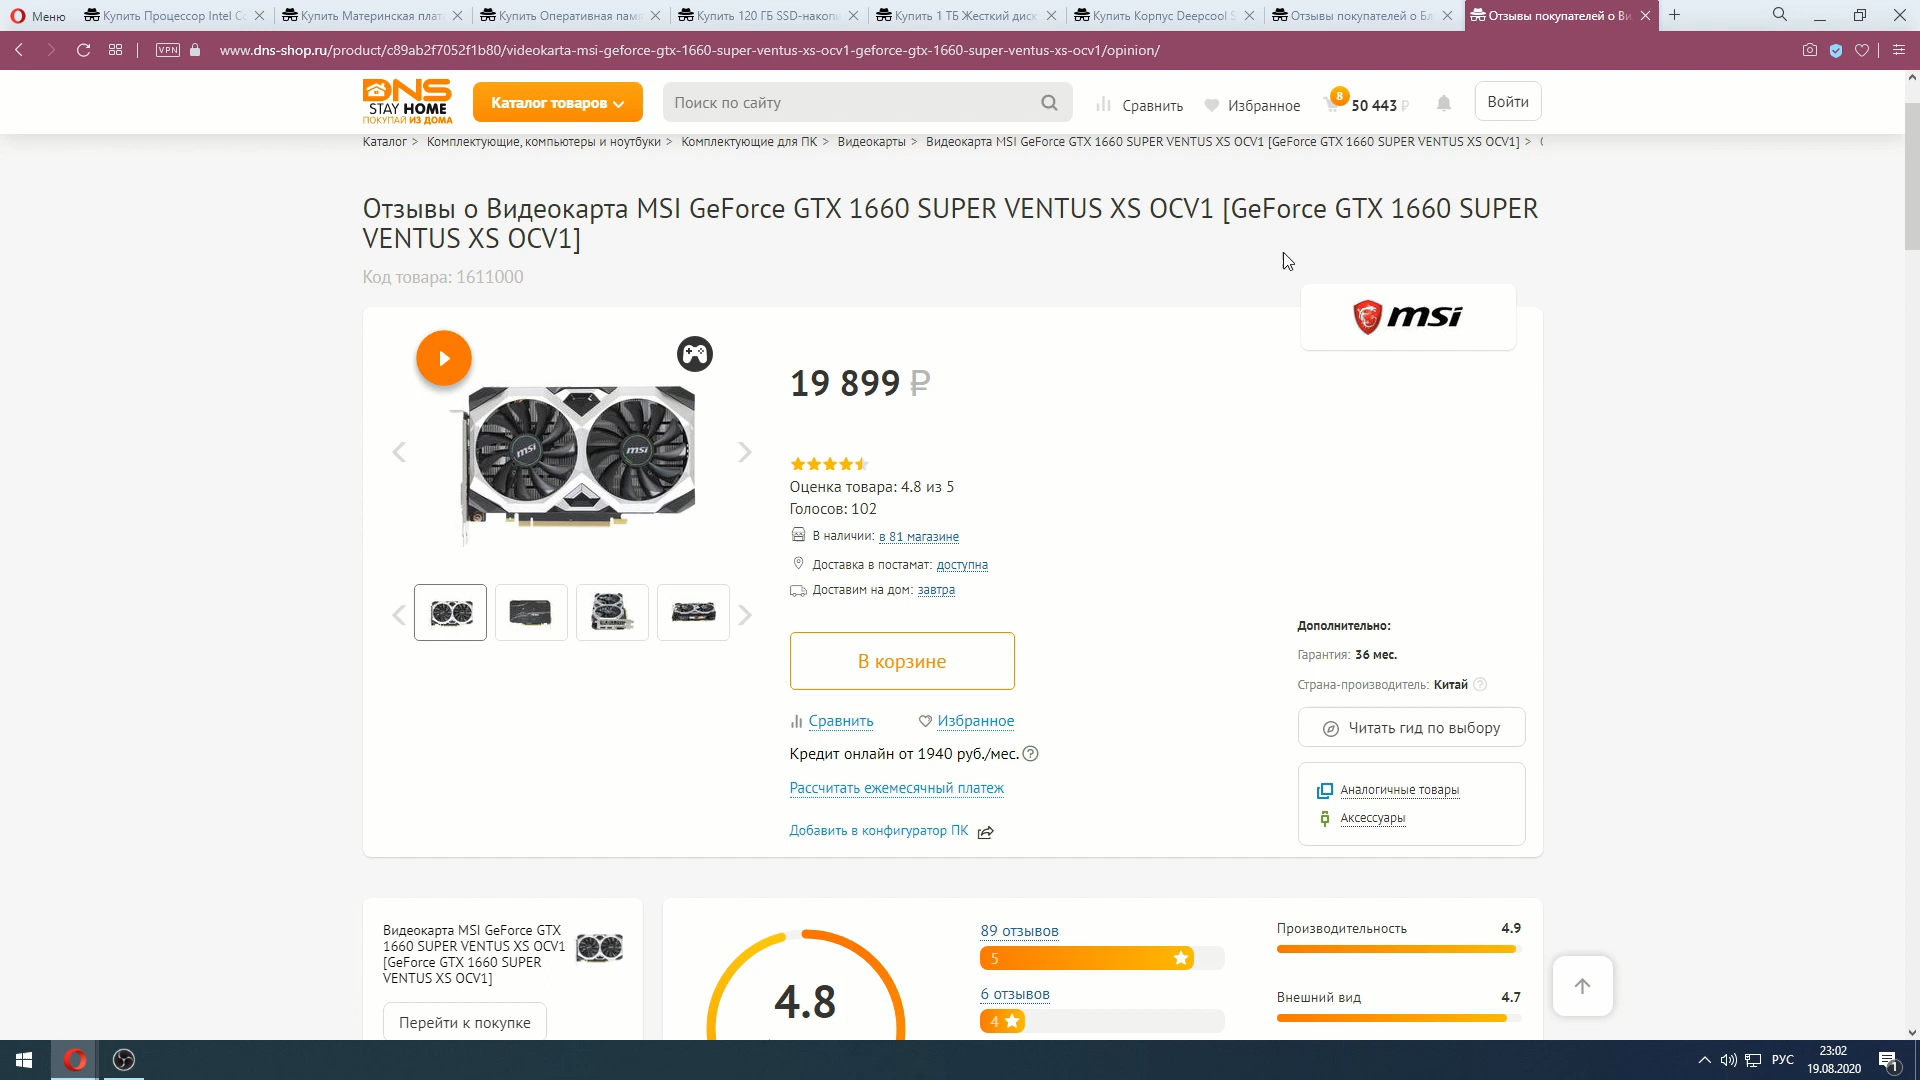 Меню
Купить Процессор Intel Co
Купить Материнская плат
Купить Оперативная пам
Купить 120 ГБ SSD-накоп
Купить 1 ТБ Жесткий диск
Купить Корпус Deepcool S
Отзывы покупателей о Бл
Отзывы покупателей о Ви
VPN
www.dns-shop.ru/product/c89ab2f7052f1b80/videokarta-msi-geforce-gtx-1660-super-ventus-xs-ocv1-geforce-gtx-1660-super-ventus-xs-ocv1/opinion/
DNS
STAY HOME
ПОКУПАЙ ИЗ ДОМА
Каталог товаров
Поиск по сайту
Сравнить
Избранное
8
50 443 ₽
Войти
Каталог > Комплектующие, компьютеры и ноутбуки > Комплектующие для ПК > Видеокарты > Видеокарта MSI GeForce GTX 1660 SUPER VENTUS XS OCV1 [GeForce GTX 1660 SUPER VENTUS XS OCV1] >
Отзывы о Видеокарта MSI GeForce GTX 1660 SUPER VENTUS XS OCV1 [GeForce GTX 1660 SUPER
VENTUS XS OCV1]
Код товара: 1611000
msi
msi
msi
19 899 ₽
Оценка товара: 4.8 из 5
Голосов: 102
В наличии: в 81 магазине
Доставка в постамат: доступна
Доставим на дом: завтра
В корзине
Сравнить
Избранное
Кредит онлайн от 1940 руб./мес. ?
Рассчитать ежемесячный платеж
Добавить в конфигуратор ПК
Дополнительно:
Гарантия: 36 мес.
Страна-производитель: Китай ?
Читать гид по выбору
Аналогичные товары
Аксессуары
Видеокарта MSI GeForce GTX
1660 SUPER VENTUS XS OCV1
[GeForce GTX 1660 SUPER
VENTUS XS OCV1]
Перейти к покупке
4.8
89 отзывов
5
6 отзывов
4
Производительность 4.9
Внешний вид 4.7
РУС
23:02
19.08.2020
1